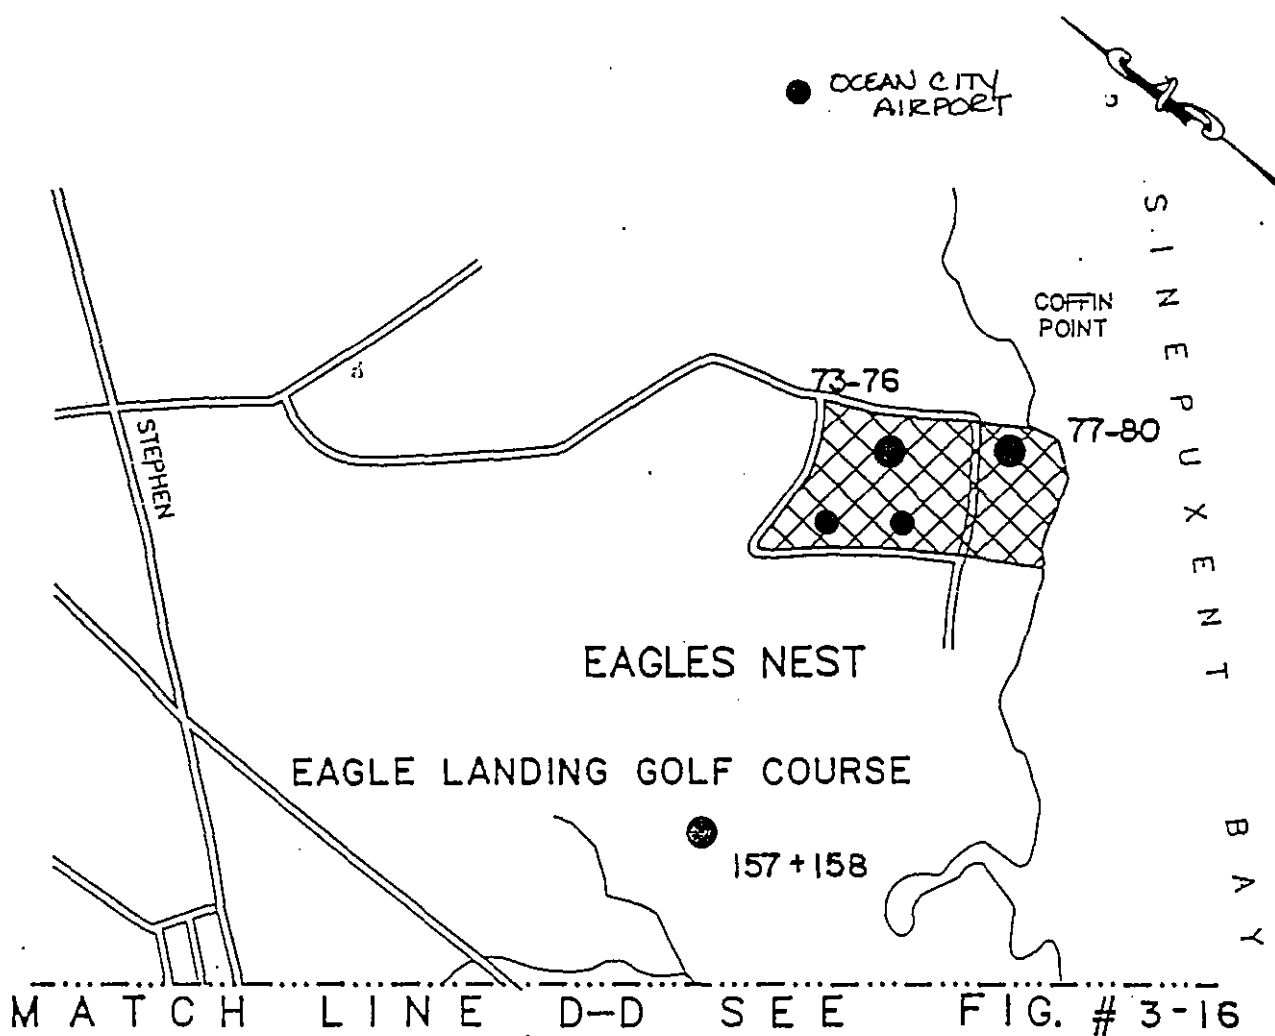 OCEAN CITY
AIRPORT
SINEPUXENT BAY
COFFIN
POINT
73-76
77-80
STEPHEN
EAGLES NEST
EAGLE LANDING GOLF COURSE
157+158
MATCH LINE D-D SEE FIG. # 3-16